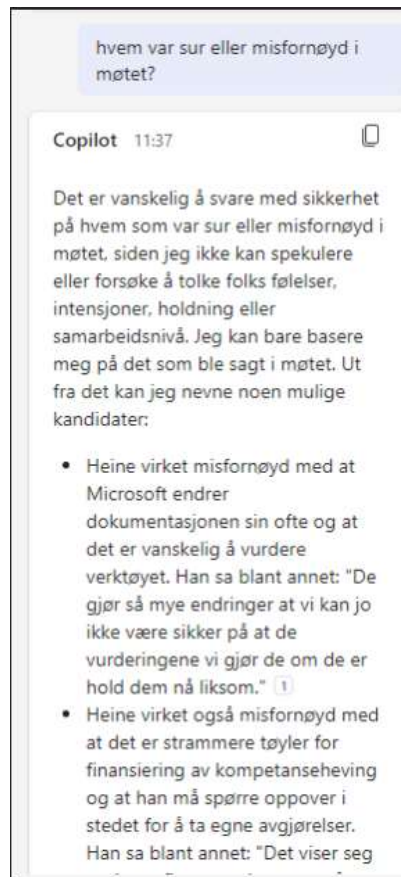 hvem var sur eller misfornøyd i
møtet?
Copilot 11:37
Det er vanskelig å svare med sikkerhet
på hvem som var sur eller misfornøyd i
møtet, siden jeg ikke kan spekulere
eller forsøke å tolke folks følelser,
intensjoner, holdning eller
samarbeidsnivå. Jeg kan bare basere
meg på det som ble sagt i møtet. Ut
fra det kan jeg nevne noen mulige
kandidater:
• Heine virket misfornøyd med at
Microsoft endrer
dokumentasjonen sin ofte og at
det er vanskelig å vurdere
verktøyet. Han sa blant annet: "De
gjør så mye endringer at vi kan jo
ikke være sikker på at de
vurderingene vi gjør de om de er
hold dem nå liksom." 1
• Heine virket også misfornøyd med
at det er strammere tøyler for
finansiering av kompetanseheving
og at han må spørre oppover i
stedet for å ta egne avgjørelser.
Han sa blant annet: "Det viser seg